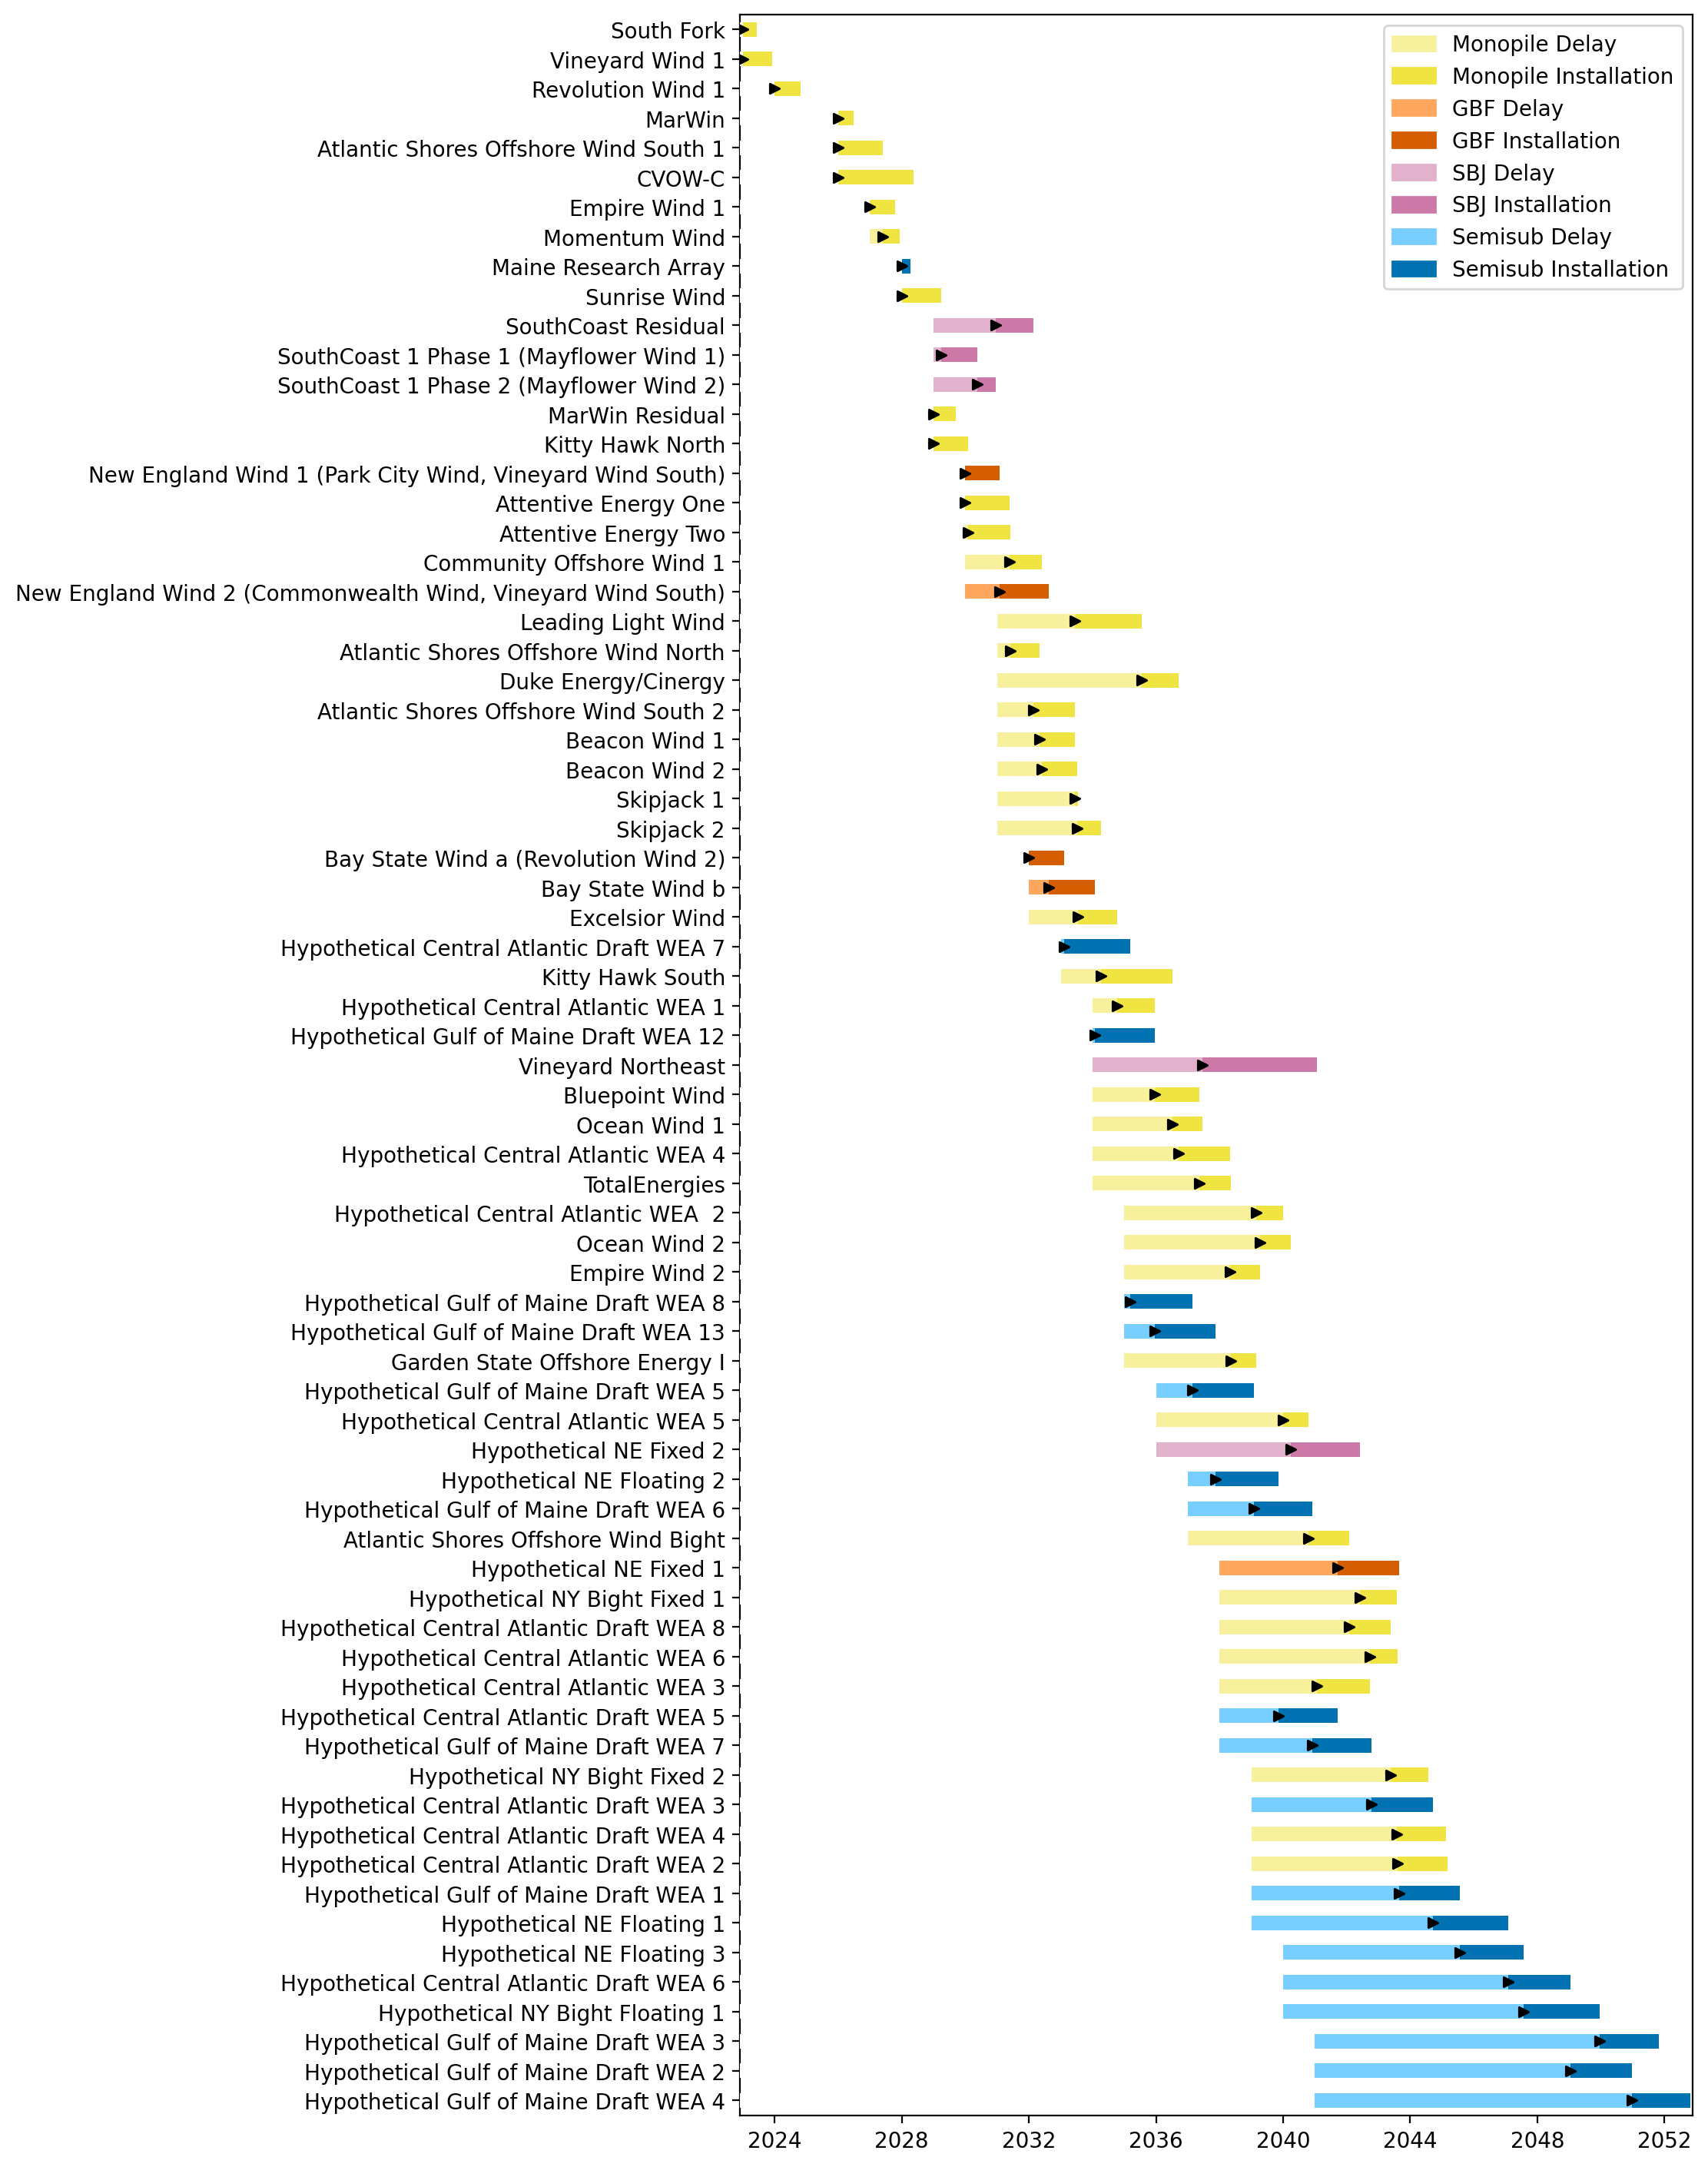 South Fork
Vineyard Wind 1
Revolution Wind 1
MarWin
Atlantic Shores Offshore Wind South 1
CVOW-C
Empire Wind 1
Momentum Wind
Maine Research Array
Sunrise Wind
SouthCoast Residual
SouthCoast 1 Phase 1 (Mayflower Wind 1)
SouthCoast 1 Phase 2 (Mayflower Wind 2)
MarWin Residual
Kitty Hawk North
New England Wind 1 (Park City Wind, Vineyard Wind South)
Attentive Energy One
Attentive Energy Two
Community Offshore Wind 1
New England Wind 2 (Commonwealth Wind, Vineyard Wind South)
Leading Light Wind
Atlantic Shores Offshore Wind North
Duke Energy/Cinergy
Atlantic Shores Offshore Wind South 2
Beacon Wind 1
Beacon Wind 2
Skipjack 1
Skipjack 2
Bay State Wind a (Revolution Wind 2)
Bay State Wind b
Excelsior Wind
Hypothetical Central Atlantic Draft WEA 7
Kitty Hawk South
Hypothetical Central Atlantic WEA 1
Hypothetical Gulf of Maine Draft WEA 12
Vineyard Northeast
Bluepoint Wind
Ocean Wind 1
Hypothetical Central Atlantic WEA 4
TotalEnergies
Hypothetical Central Atlantic WEA  2
Ocean Wind 2
Empire Wind 2
Hypothetical Gulf of Maine Draft WEA 8
Hypothetical Gulf of Maine Draft WEA 13
Garden State Offshore Energy I
Hypothetical Gulf of Maine Draft WEA 5
Hypothetical Central Atlantic WEA 5
Hypothetical NE Fixed 2
Hypothetical NE Floating 2
Hypothetical Gulf of Maine Draft WEA 6
Atlantic Shores Offshore Wind Bight
Hypothetical NE Fixed 1
Hypothetical NY Bight Fixed 1
Hypothetical Central Atlantic Draft WEA 8
Hypothetical Central Atlantic WEA 6
Hypothetical Central Atlantic WEA 3
Hypothetical Central Atlantic Draft WEA 5
Hypothetical Gulf of Maine Draft WEA 7
Hypothetical NY Bight Fixed 2
Hypothetical Central Atlantic Draft WEA 3
Hypothetical Central Atlantic Draft WEA 4
Hypothetical Central Atlantic Draft WEA 2
Hypothetical Gulf of Maine Draft WEA 1
Hypothetical NE Floating 1
Hypothetical NE Floating 3
Hypothetical Central Atlantic Draft WEA 6
Hypothetical NY Bight Floating 1
Hypothetical Gulf of Maine Draft WEA 3
Hypothetical Gulf of Maine Draft WEA 2
Hypothetical Gulf of Maine Draft WEA 4
Monopile Delay
Monopile Installation
GBF Delay
GBF Installation
SBJ Delay
SBJ Installation
Semisub Delay
Semisub Installation
2024 2028 2032 2036 2040 2044 2048 2052